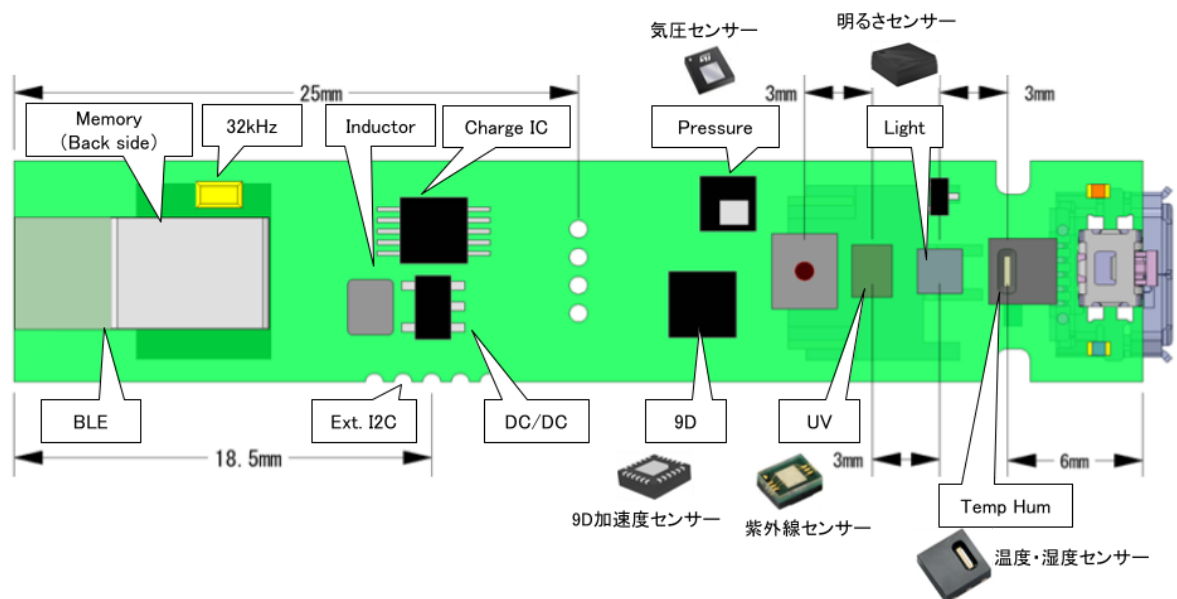 気圧センサー
明るさセンサー
25mm
3mm
3mm
Memory
(Back side)
32kHz
Inductor
Charge IC
Pressure
Light
BLE
Ext. I2C
DC/DC
9D
UV
18.5mm
3mm
6mm
9D加速度センサー
紫外線センサー
Temp Hum
温度・湿度センサー